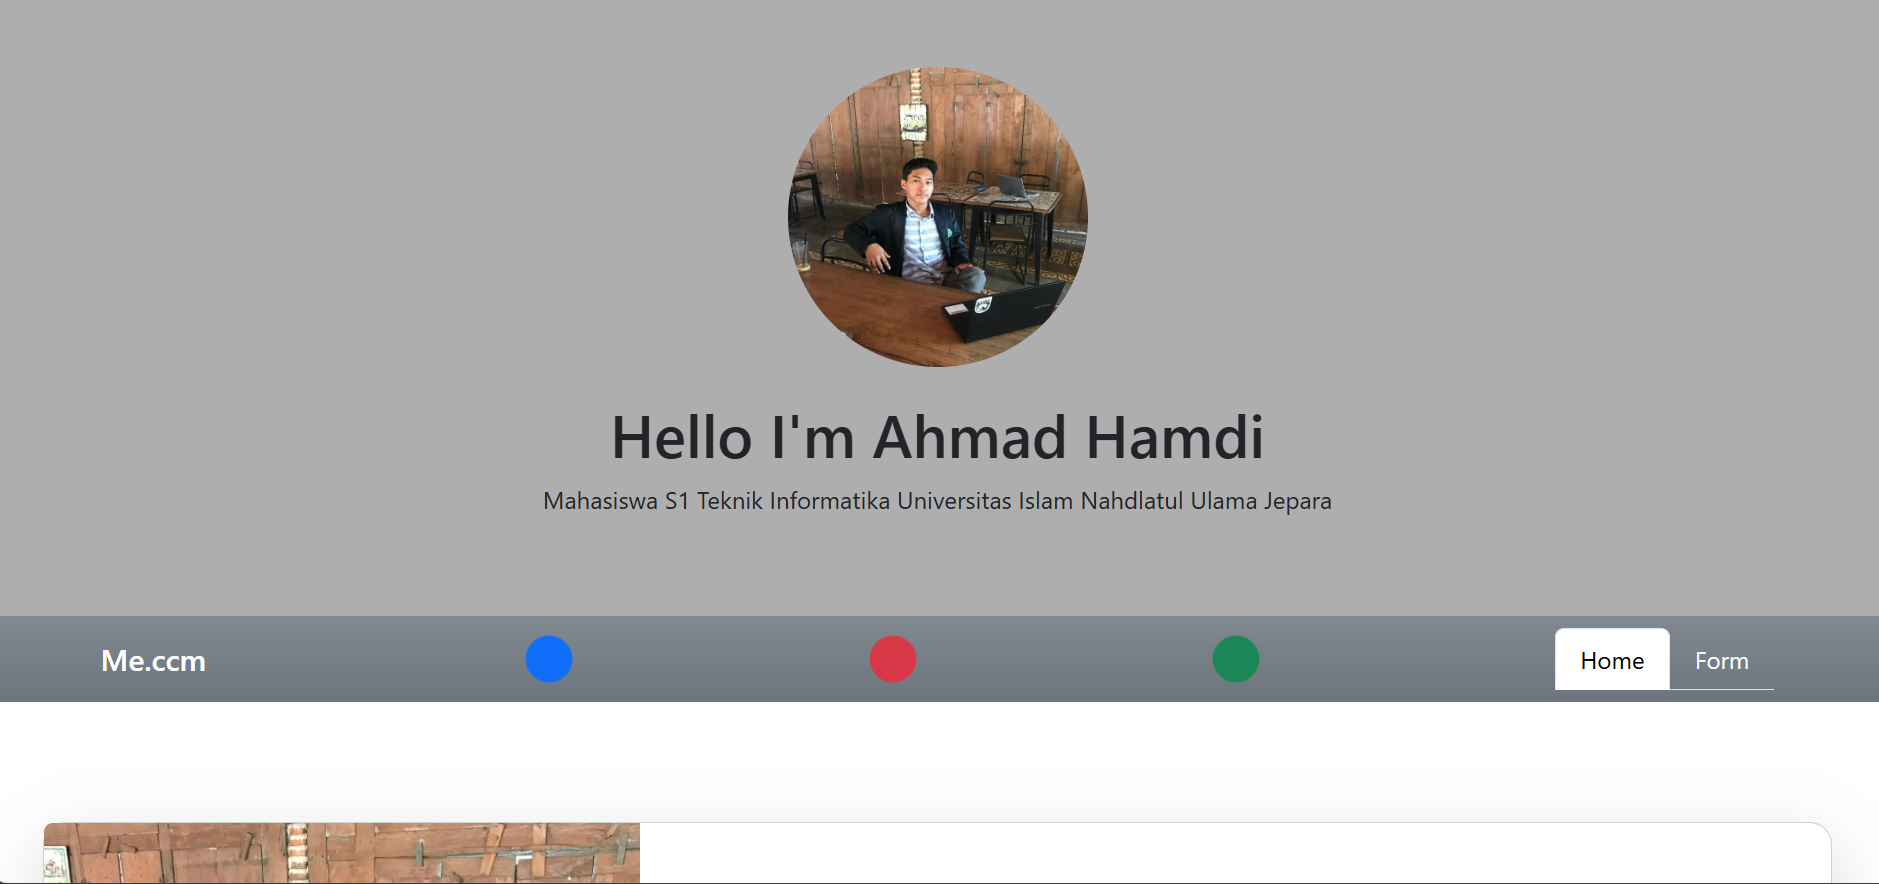 Hello I'm Ahmad Hamdi
Mahasiswa S1 Teknik Informatika Universitas Islam Nahdlatul Ulama Jepara
Me.ccm
Home
Form